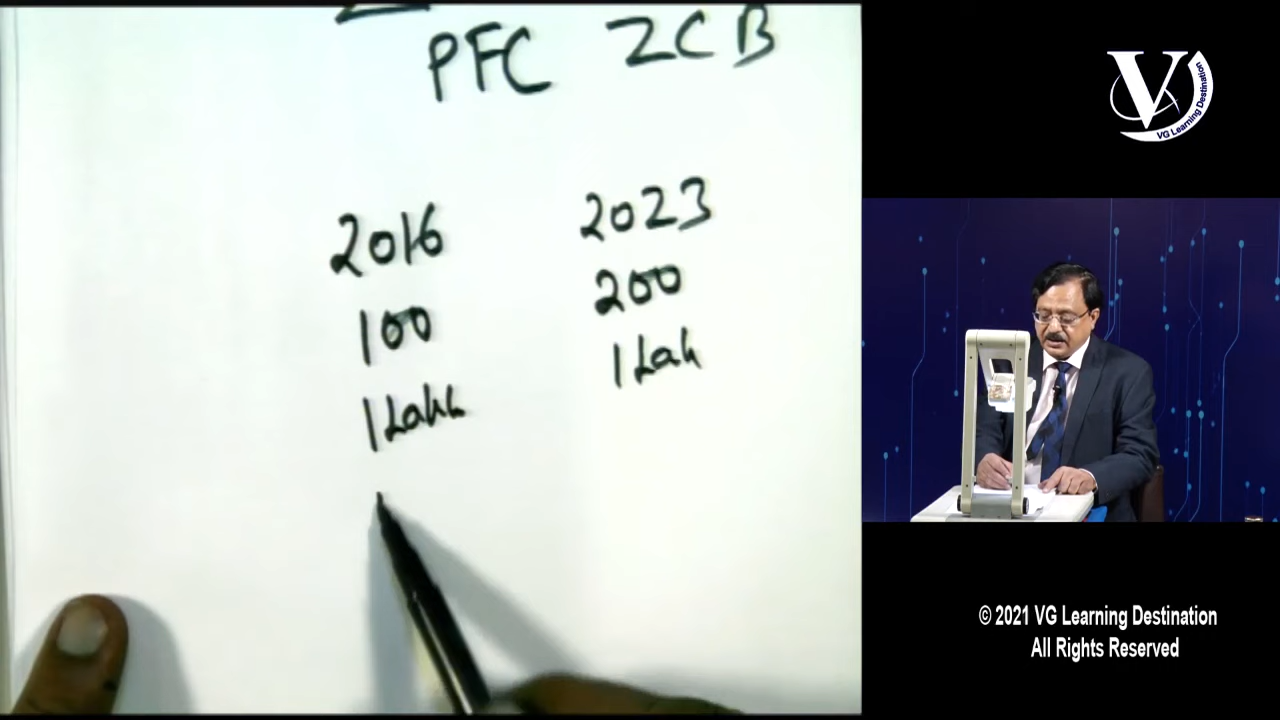 PFC ZCB
2016 2023
100 200
1 Lakh 1 Lak
V
VG Learning Destination
© 2021 VG Learning Destination
All Rights Reserved